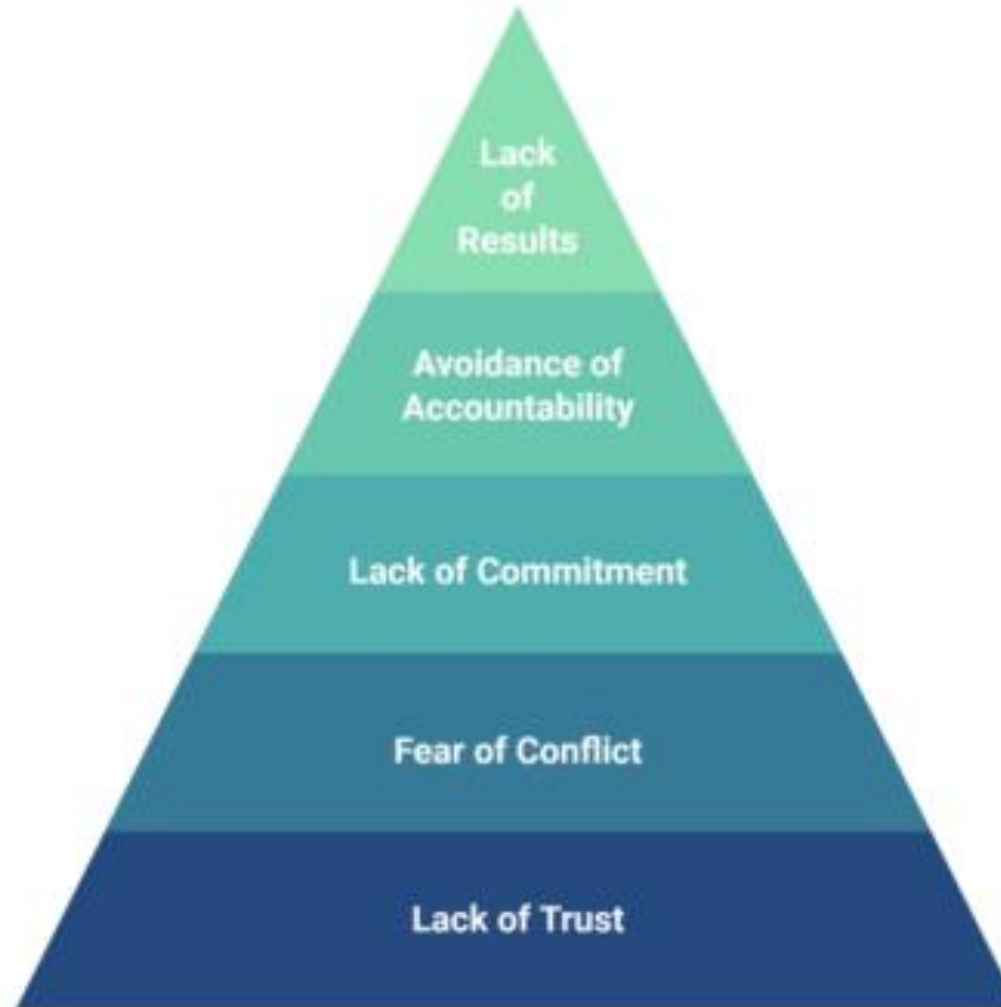 Lack
of
Results
Avoidance of
Accountability
Lack of Commitment
Fear of Conflict
Lack of Trust